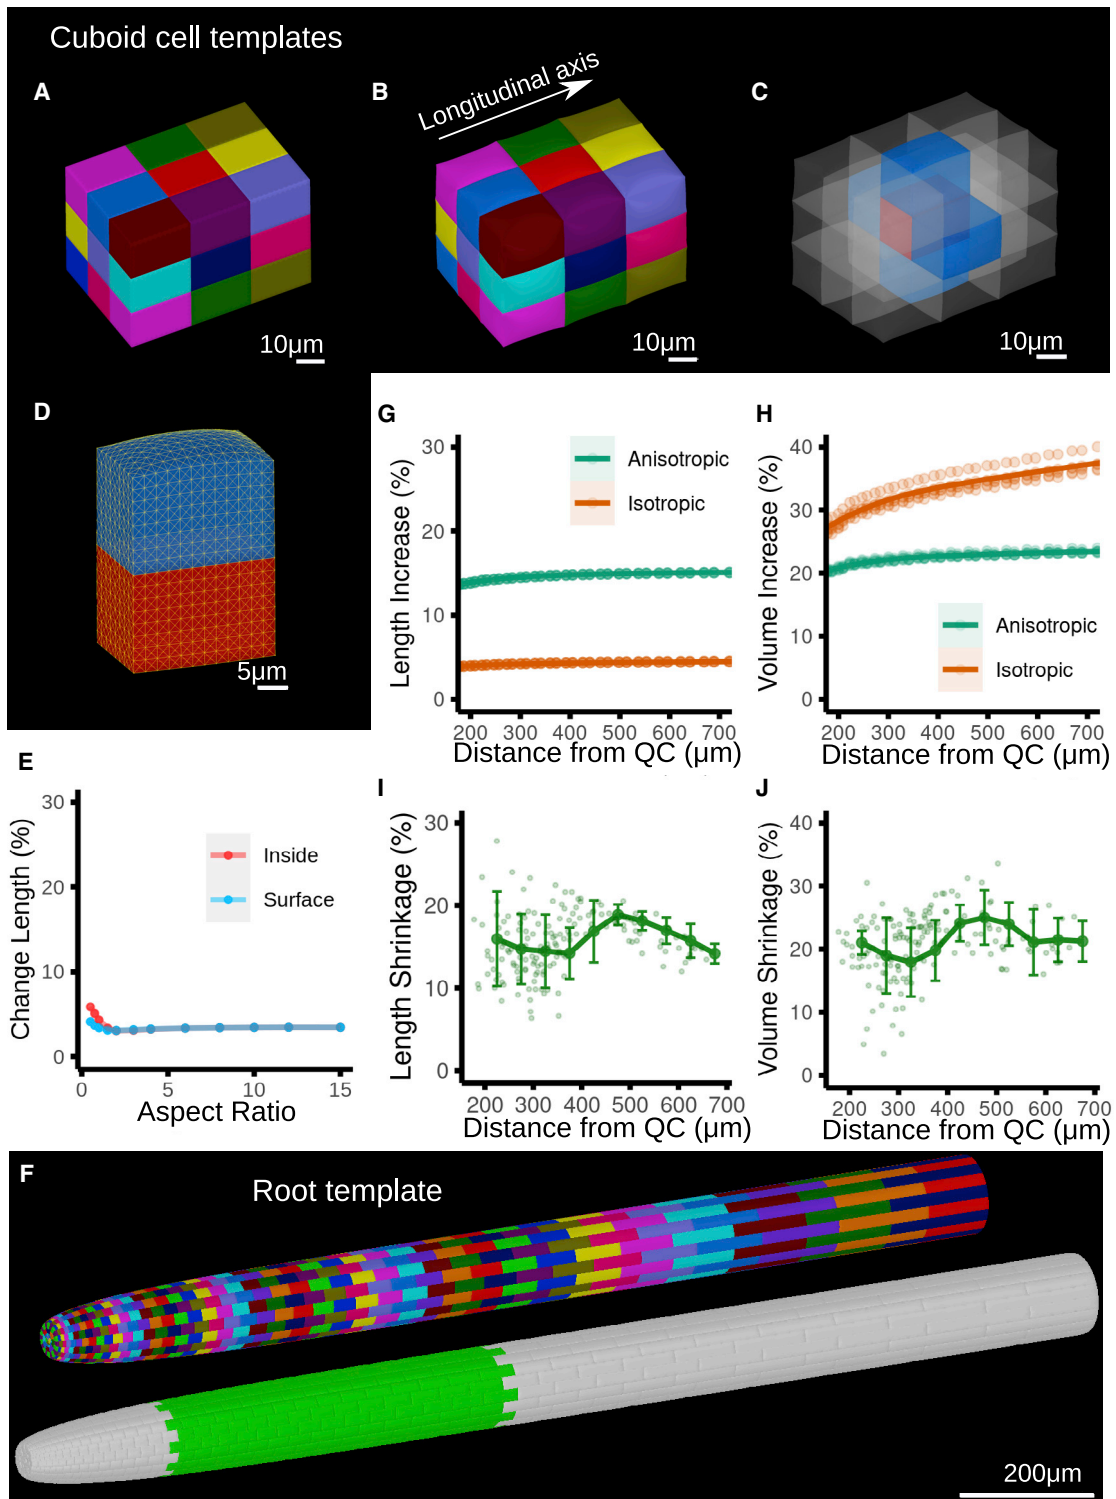 Cuboid cell templates
A
B
Longitudinal axis
C
10µm
10µm
10µm
D
5µm
G
Length Increase (%)
30
20
10
0
Anisotropic
Isotropic
200 300 400 500 600 700
Distance from QC (µm)
H
Volume Increase (%)
40
30
20
10
0
Anisotropic
Isotropic
200 300 400 500 600 700
Distance from QC (µm)
E
Change Length (%)
30
20
10
0
Inside
Surface
0 5 10 15
Aspect Ratio
I
Length Shrinkage (%)
30
20
10
0
200 300 400 500 600 700
Distance from QC (µm)
J
Volume Shrinkage (%)
40
30
20
10
0
200 300 400 500 600 700
Distance from QC (µm)
F
Root template
200µm